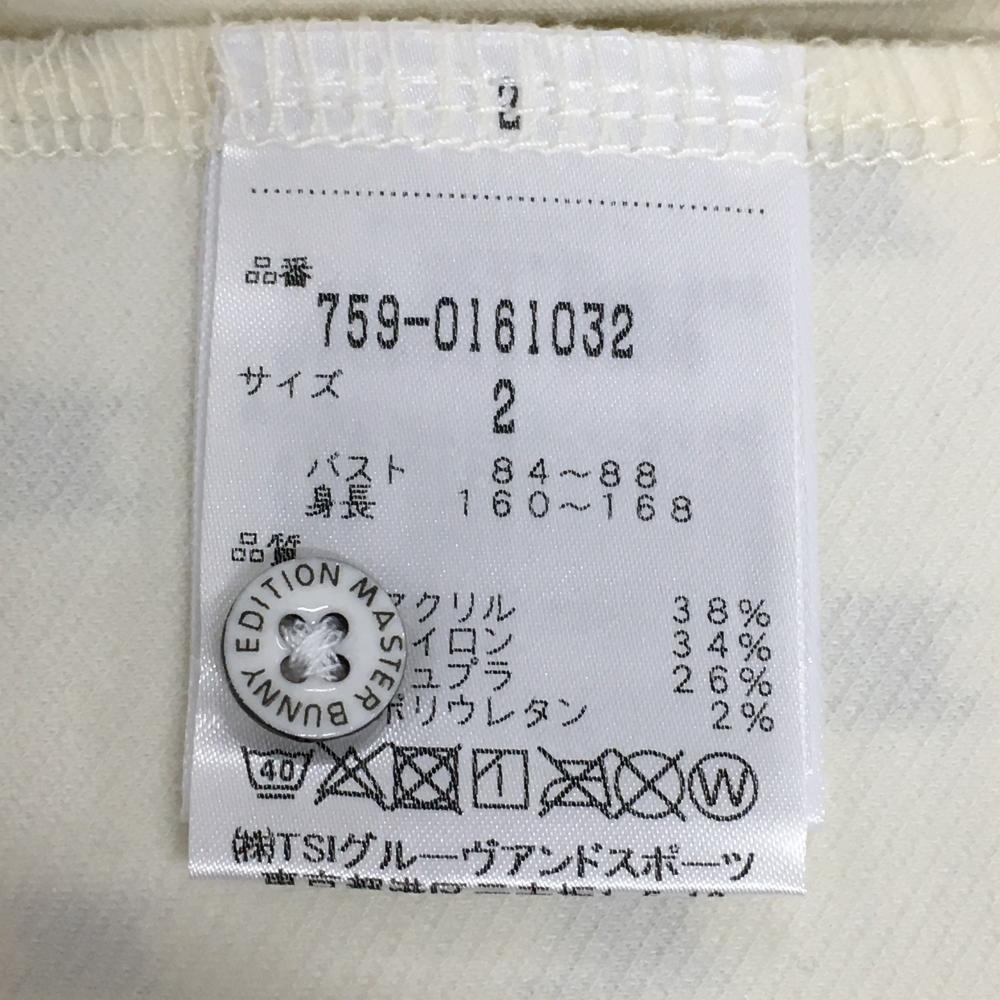 2
品番
759-0161032
サイズ
2
バスト 84～88
身長 160～168
品質
アクリル 38%
イロン 34%
ュプラ 26%
ポリウレタン 2%
EDITION MASTER BUNNY
40
1
W
㈱TSIグルーヴアンドスポーツ